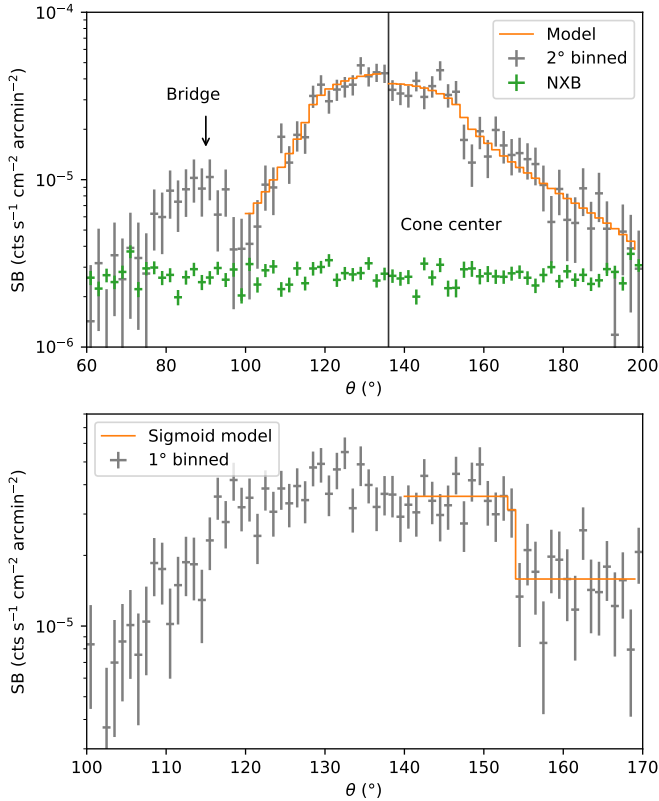 10⁻⁴
10⁻⁵
10⁻⁶
SB (cts s⁻¹ cm⁻² arcmin⁻²)
Bridge
Model
2° binned
NXB
Cone center
60 80 100 120 140 160 180 200
θ (°)
Sigmoid model
1° binned
10⁻⁵
SB (cts s⁻¹ cm⁻² arcmin⁻²)
100 110 120 130 140 150 160 170
θ (°)